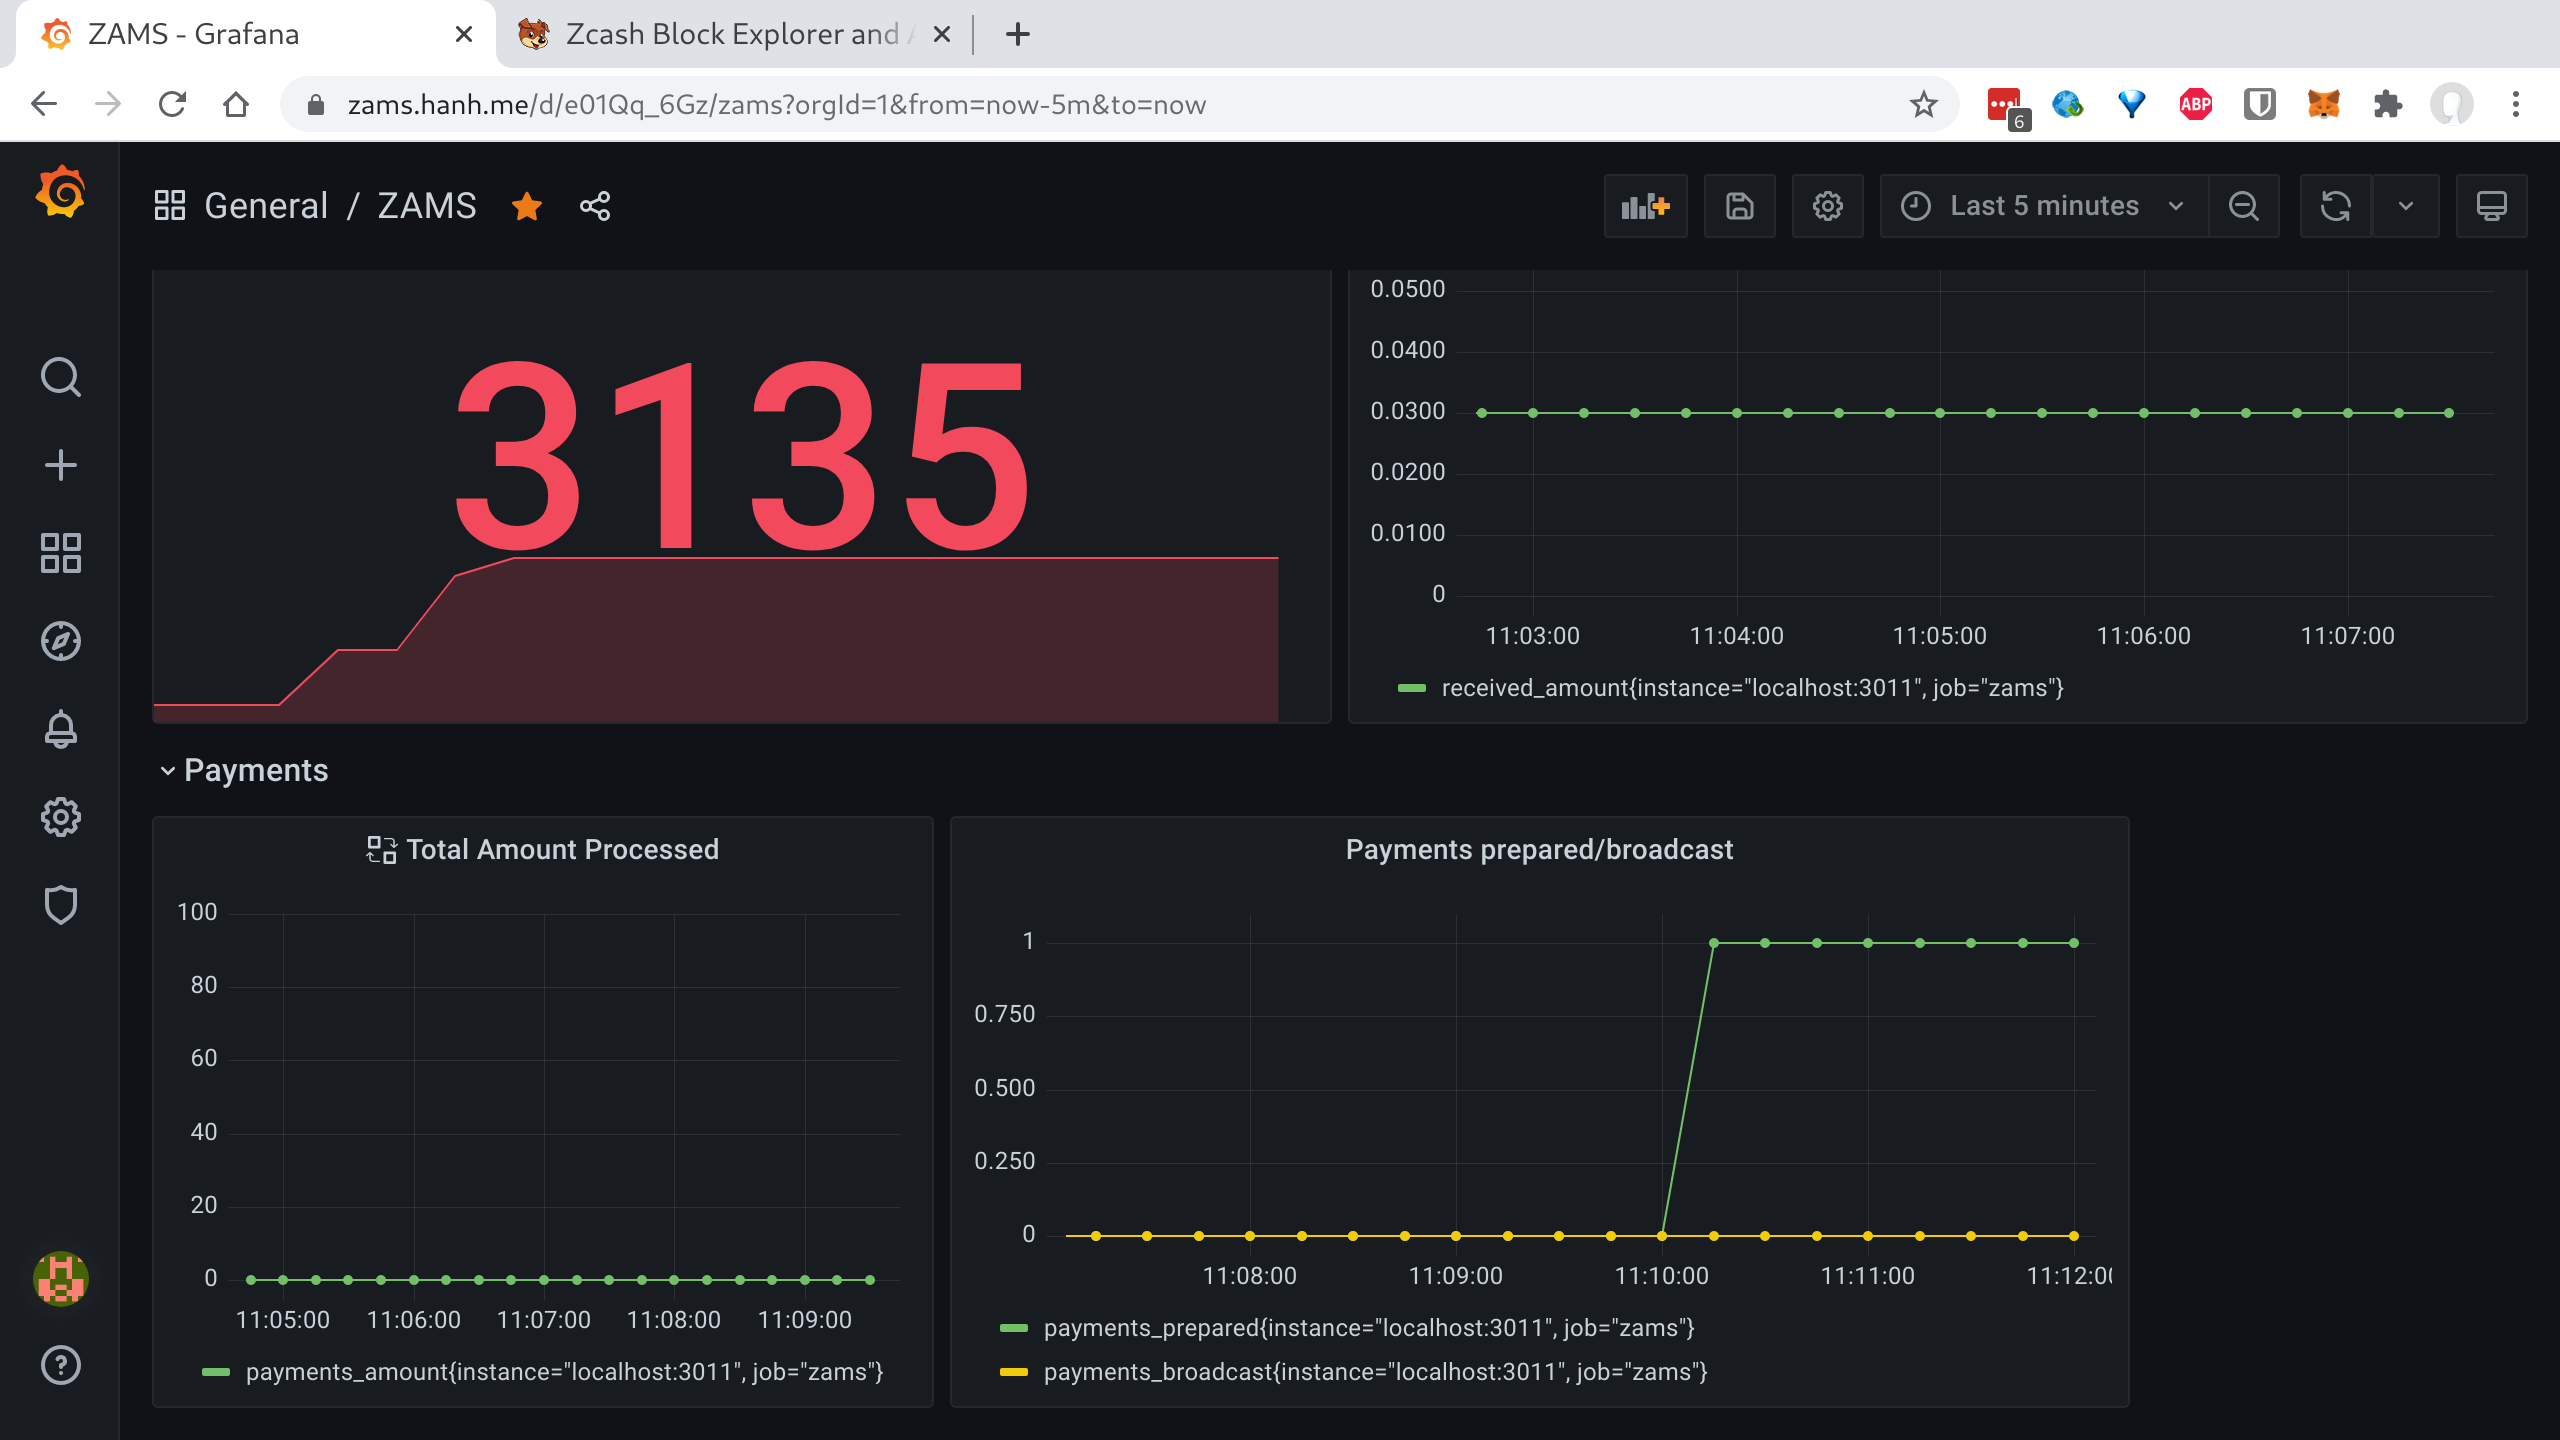 ZAMS - Grafana
Zcash Block Explorer and
zams.hanh.me/d/e01Qq_6Gz/zams?orgId=1&from=now-5m&to=now
ABP
6
General / ZAMS
Last 5 minutes
3135
0.0500
0.0400
0.0300
0.0200
0.0100
0
11:03:00 11:04:00 11:05:00 11:06:00 11:07:00
received_amount{instance="localhost:3011", job="zams"}
Payments
Total Amount Processed
100
80
60
40
20
0
11:05:00 11:06:00 11:07:00 11:08:00 11:09:00
payments_amount{instance="localhost:3011", job="zams"}
Payments prepared/broadcast
1
0.750
0.500
0.250
0
11:08:00 11:09:00 11:10:00 11:11:00 11:12:0
payments_prepared{instance="localhost:3011", job="zams"}
payments_broadcast{instance="localhost:3011", job="zams"}